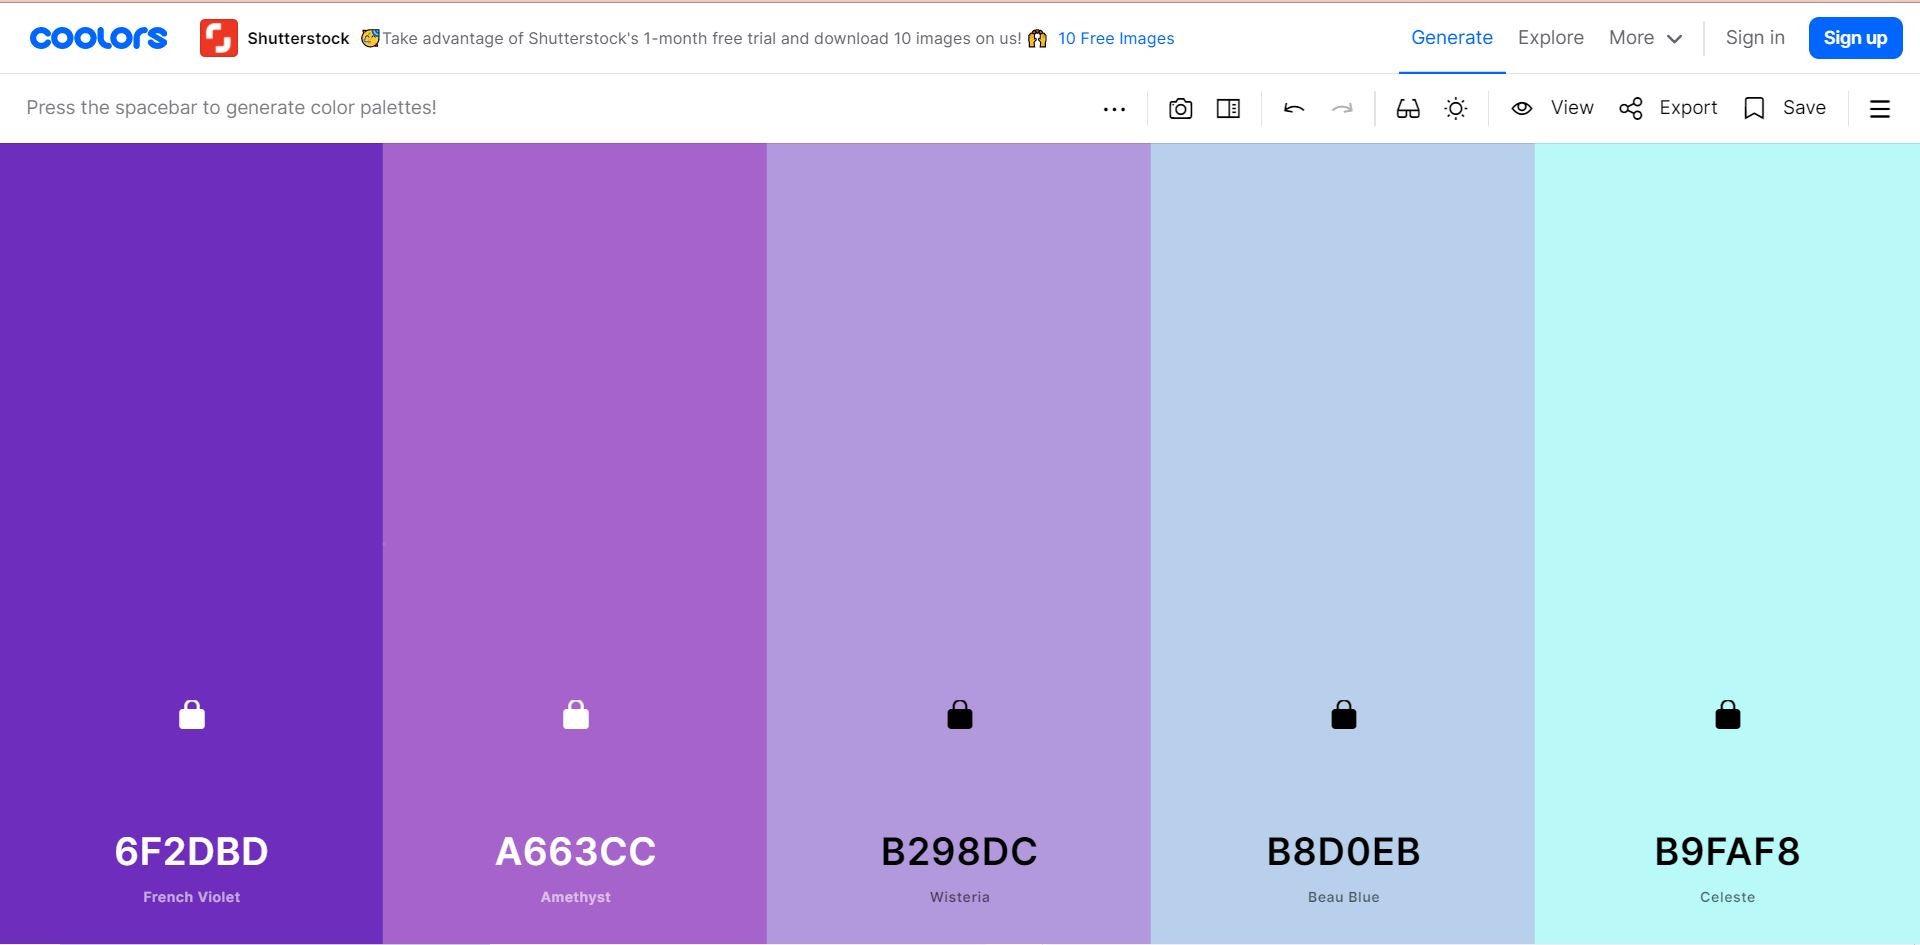 coolors
Shutterstock Take advantage of Shutterstock's 1-month free trial and download 10 images on us! 10 Free Images
Generate Explore More Sign in Sign up
Press the spacebar to generate color palettes!
View Export Save
6F2DBD
French Violet
A663CC
Amethyst
B298DC
Wisteria
B8D0EB
Beau Blue
B9FAF8
Celeste